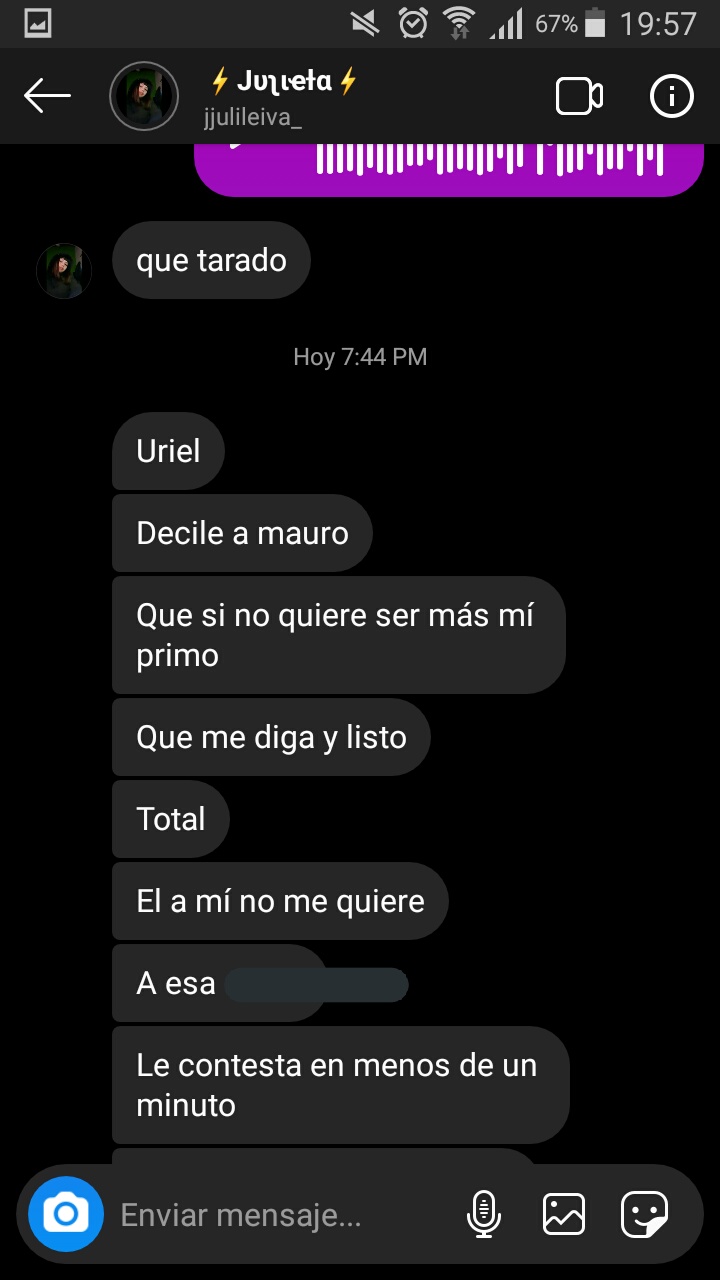 67% 19:57
⚡Julieta⚡
jjulileiva_
que tarado
Hoy 7:44 PM
Uriel
Decile a mauro
Que si no quiere ser más mí
primo
Que me diga y listo
Total
El a mí no me quiere
A esa
Le contesta en menos de un
minuto
Enviar mensaje...